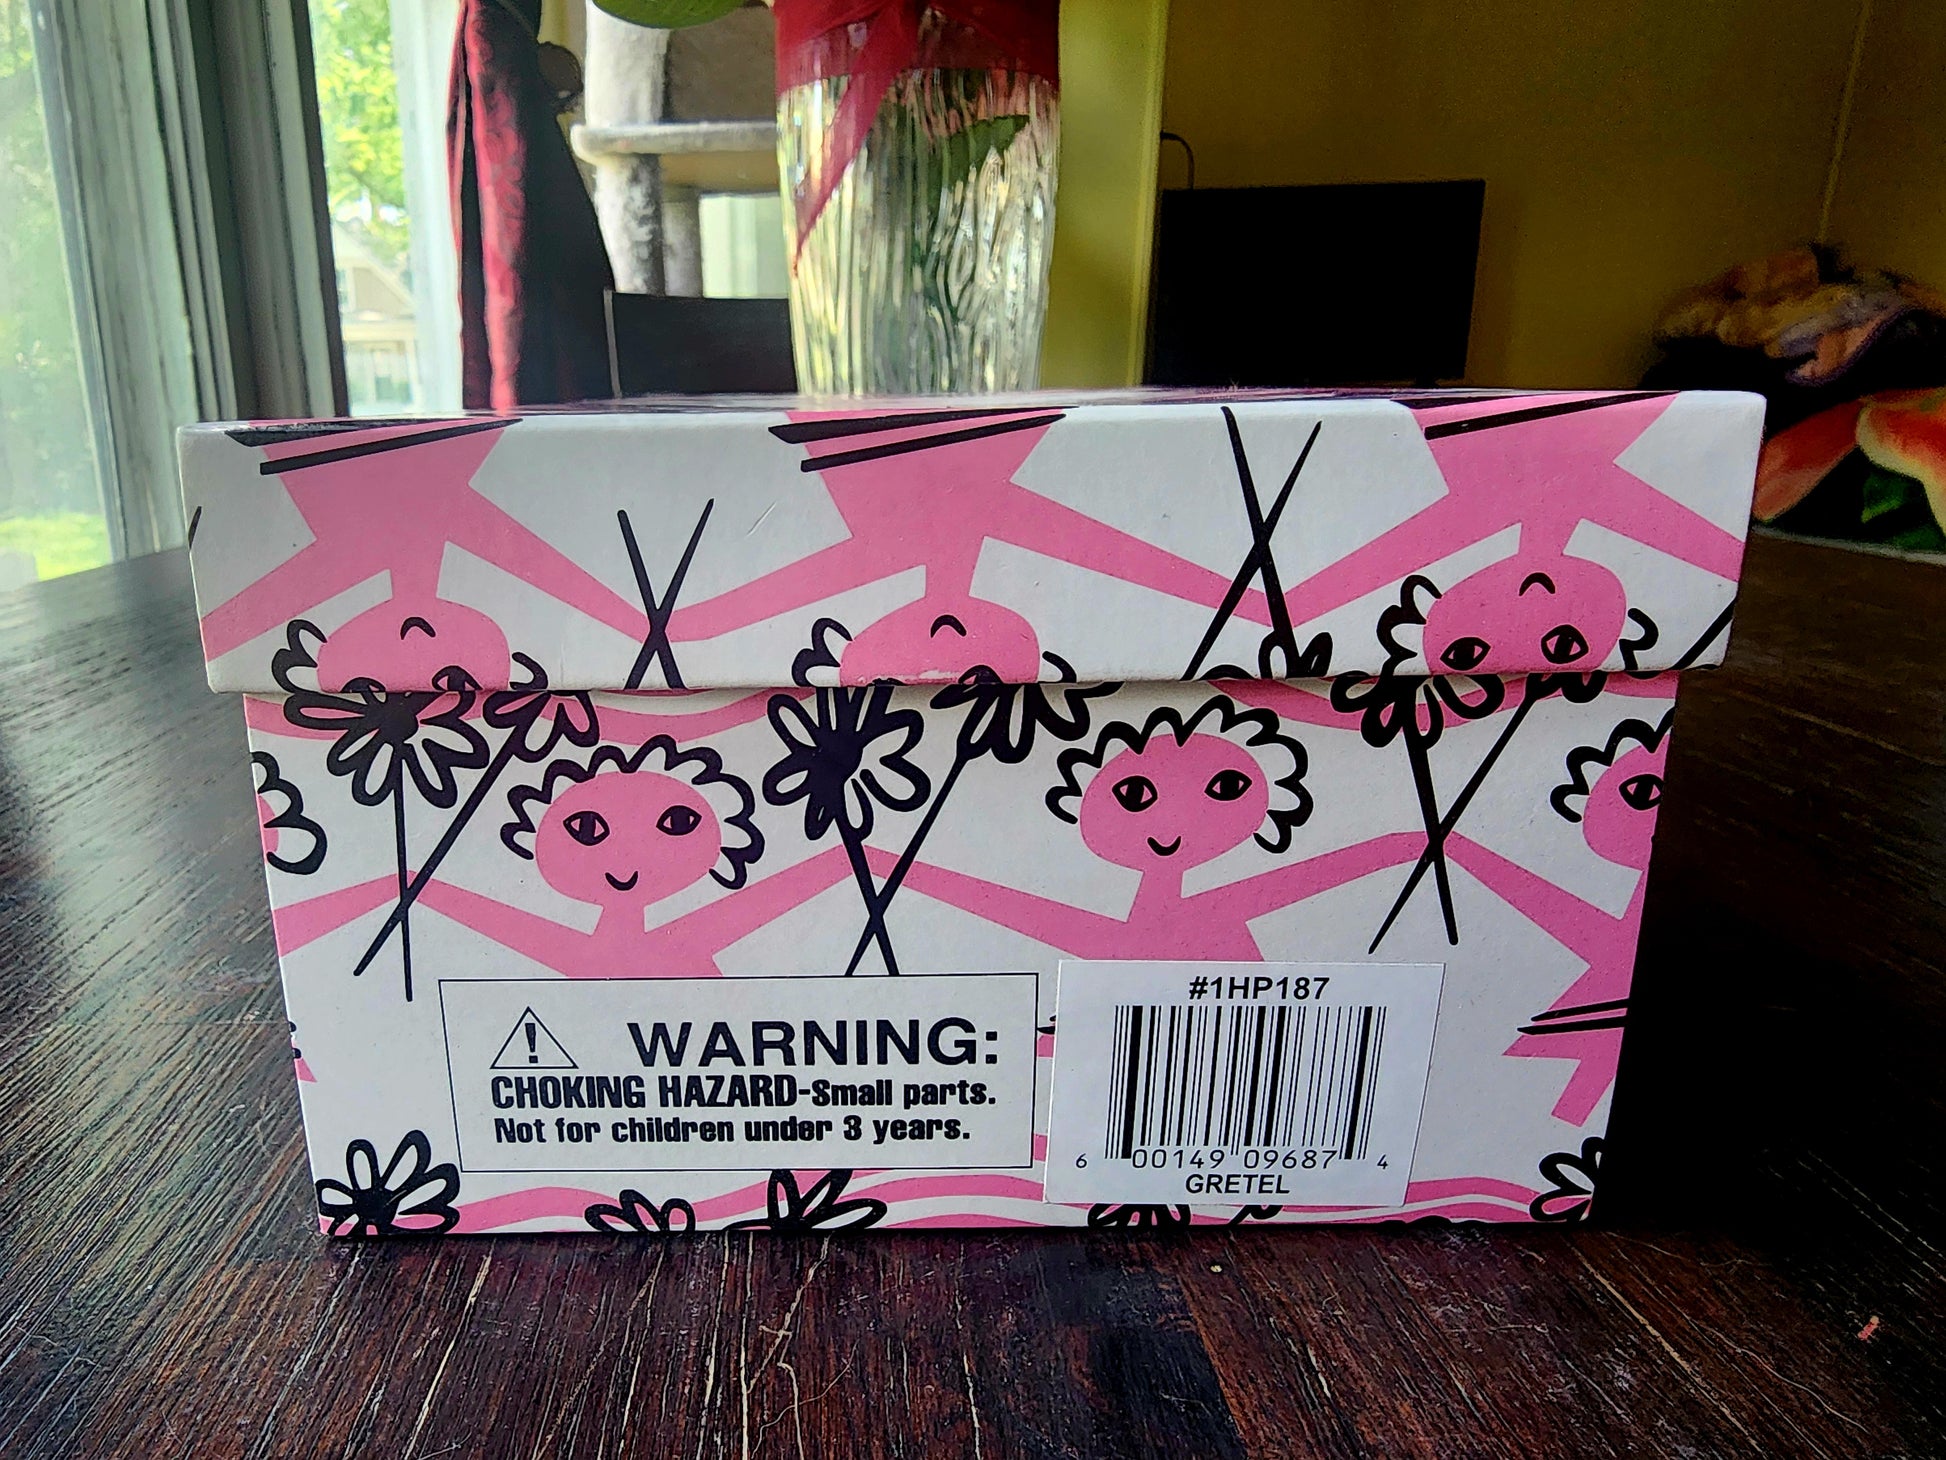 WARNING:
CHOKING HAZARD-Small parts.
Not for children under 3 years.
#1HP187
6 00149 09687 4
GRETEL